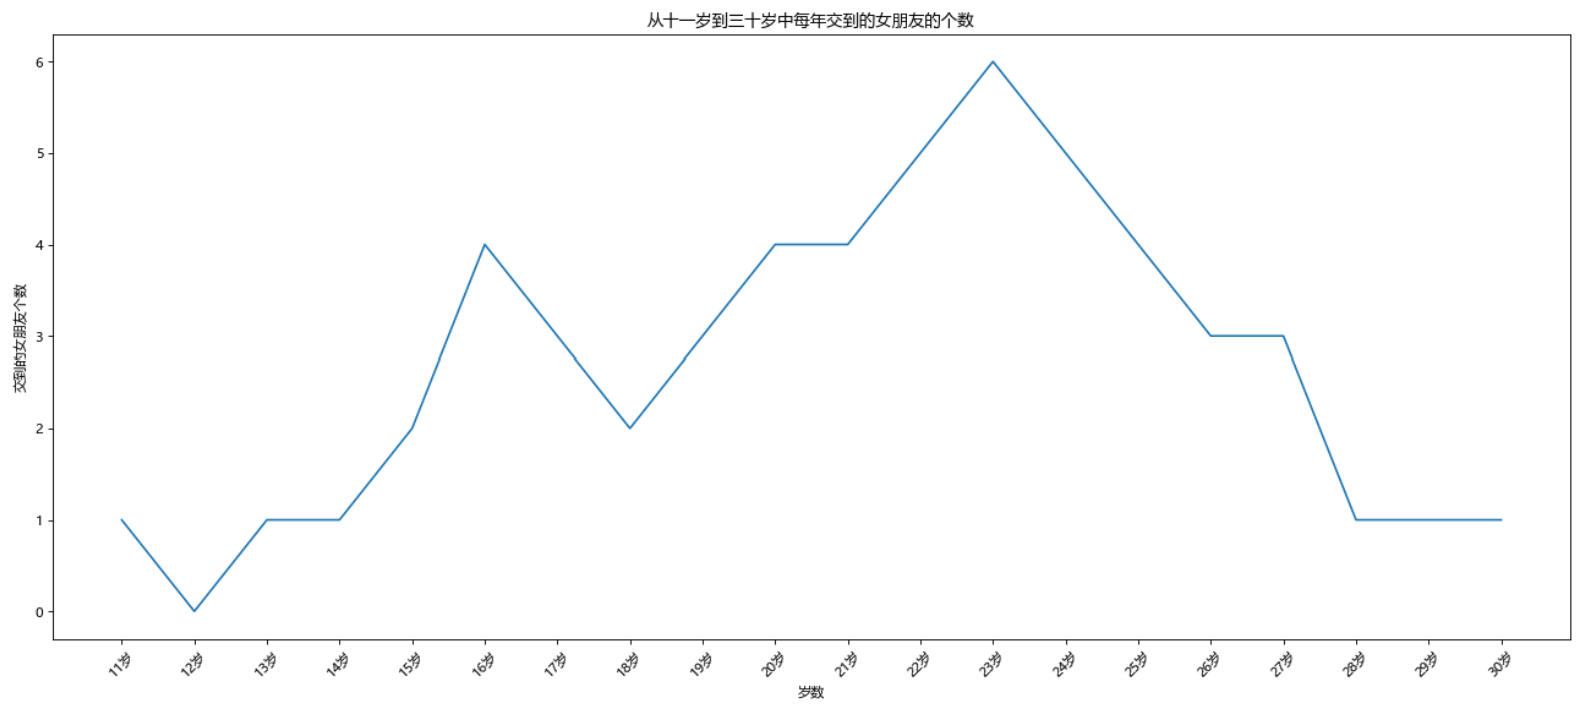 从十一岁到三十岁中每年交到的女朋友的个数
交到的女朋友个数
6
5
4
3
2
1
0
11岁
12岁
13岁
14岁
15岁
16岁
17岁
18岁
19岁
20岁
21岁
22岁
23岁
24岁
25岁
26岁
27岁
28岁
29岁
30岁
岁数